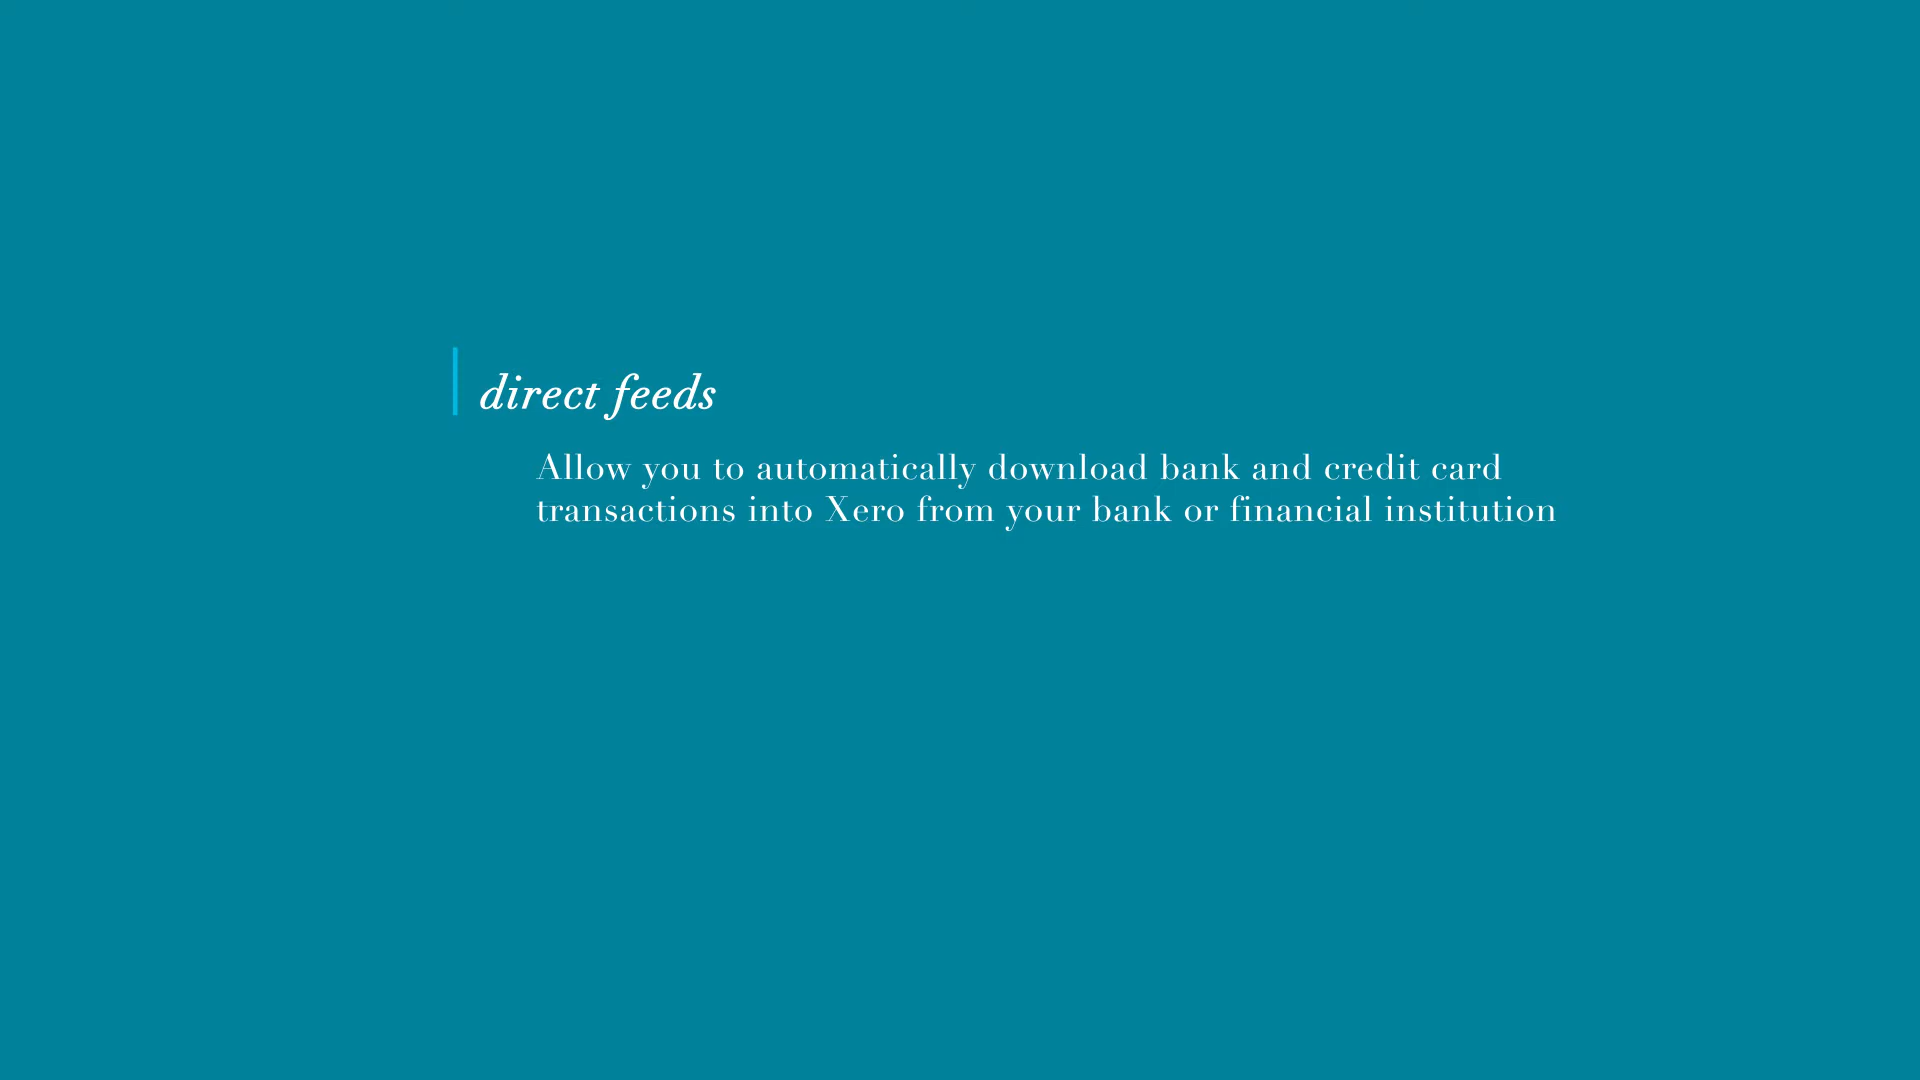 direct feeds
Allow you to automatically download bank and credit card
transactions into Xero from your bank or financial institution